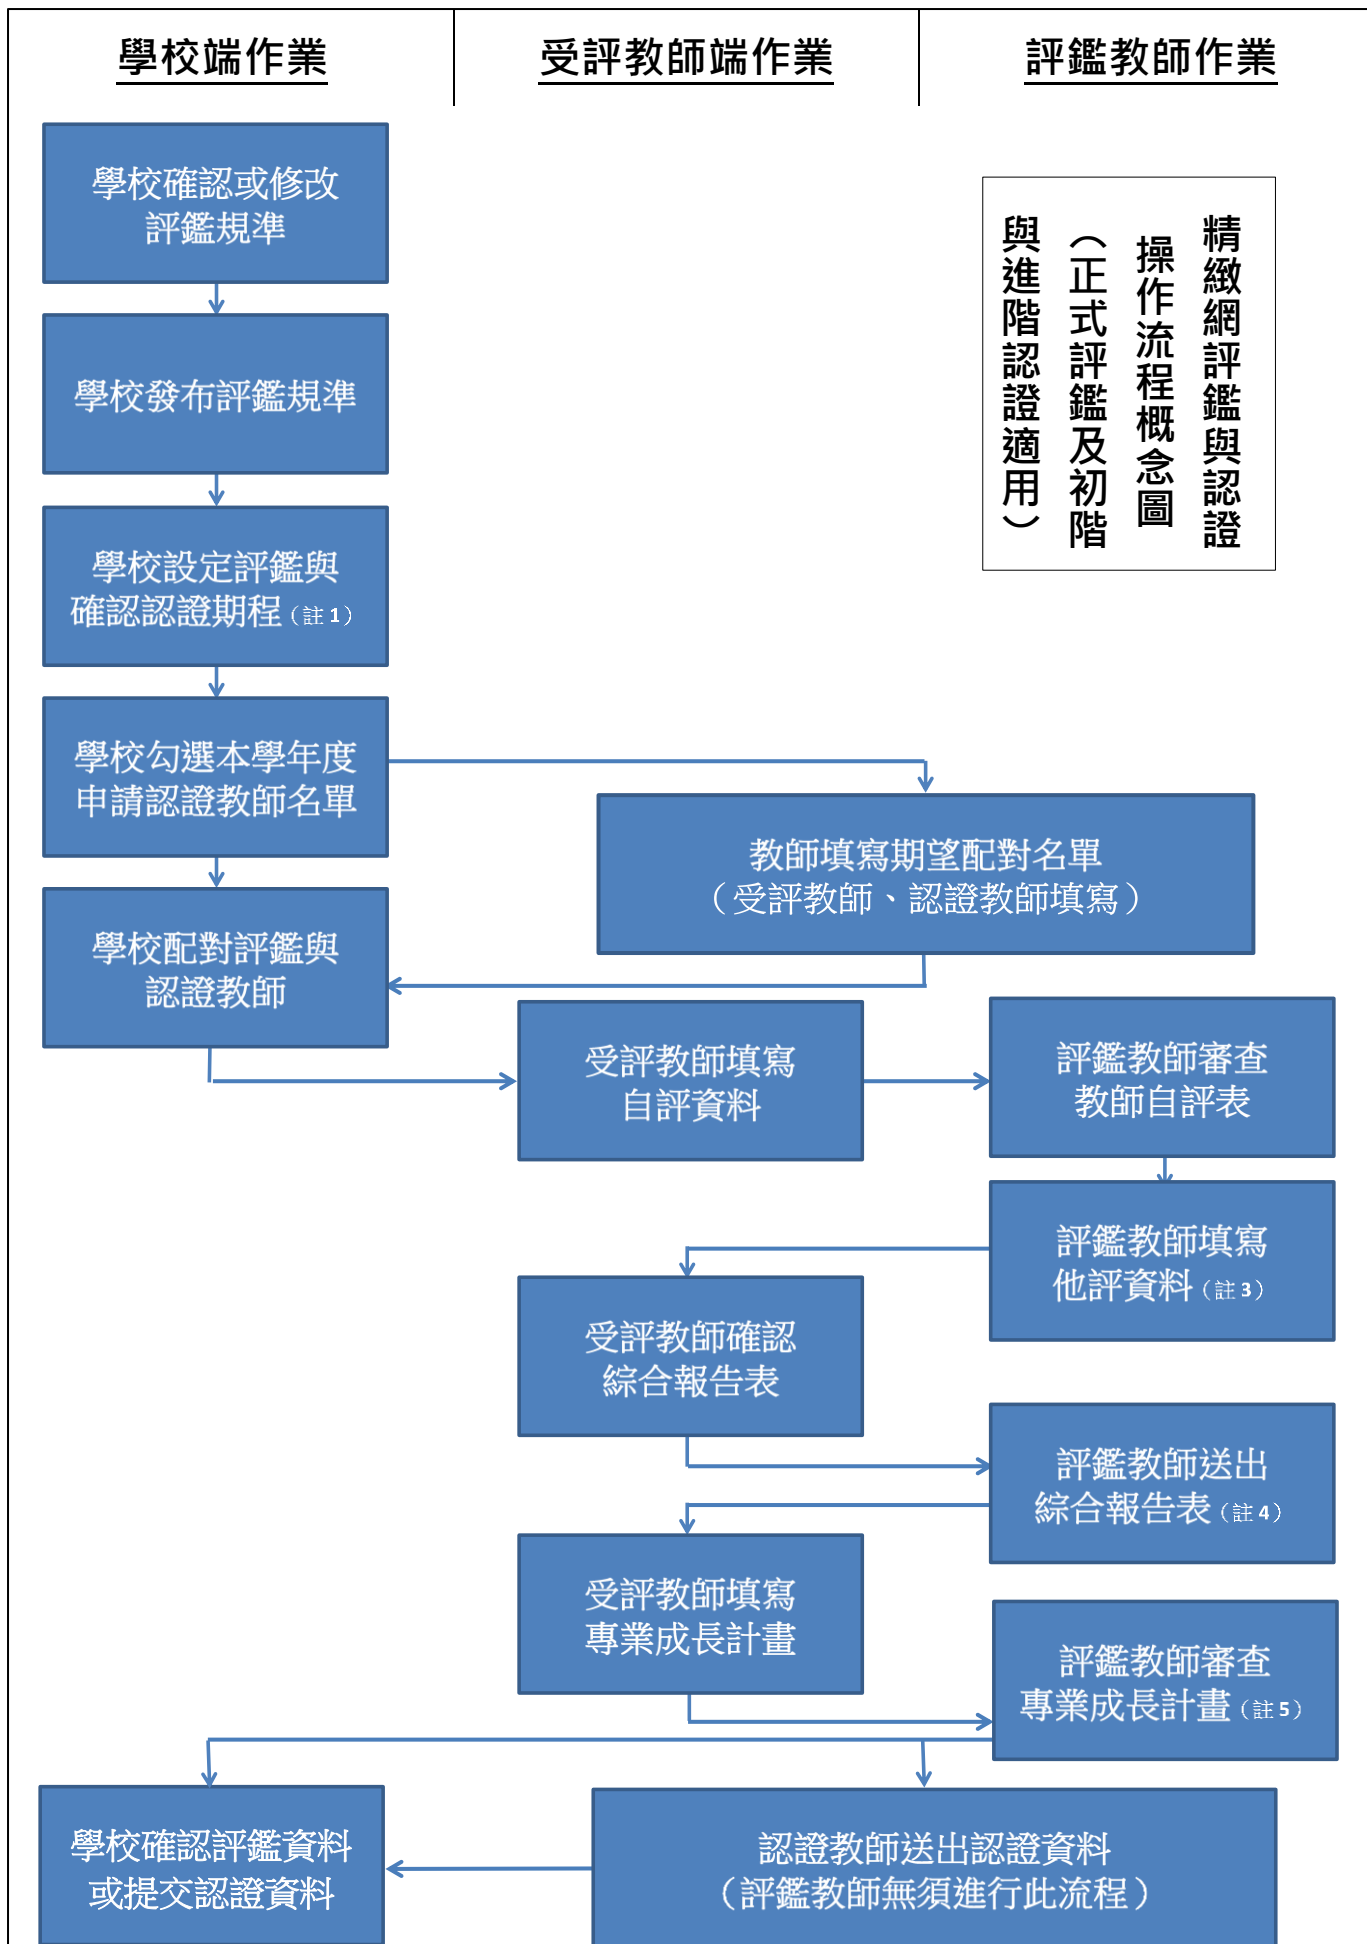 學校端作業
受評教師端作業
評鑑教師作業
精緻網評鑑與認證
操作流程概念圖
（正式評鑑及初階
與進階認證適用）
學校確認或修改
評鑑規準
學校發布評鑑規準
學校設定評鑑與
確認認證期程（註1）
學校勾選本學年度
申請認證教師名單
教師填寫期望配對名單
（受評教師、認證教師填寫）
學校配對評鑑與
認證教師
受評教師填寫
自評資料
評鑑教師審查
教師自評表
評鑑教師填寫
他評資料（註3）
受評教師確認
綜合報告表
評鑑教師送出
綜合報告表（註4）
受評教師填寫
專業成長計畫
評鑑教師審查
專業成長計畫（註5）
學校確認評鑑資料
或提交認證資料
認證教師送出認證資料
（評鑑教師無須進行此流程）